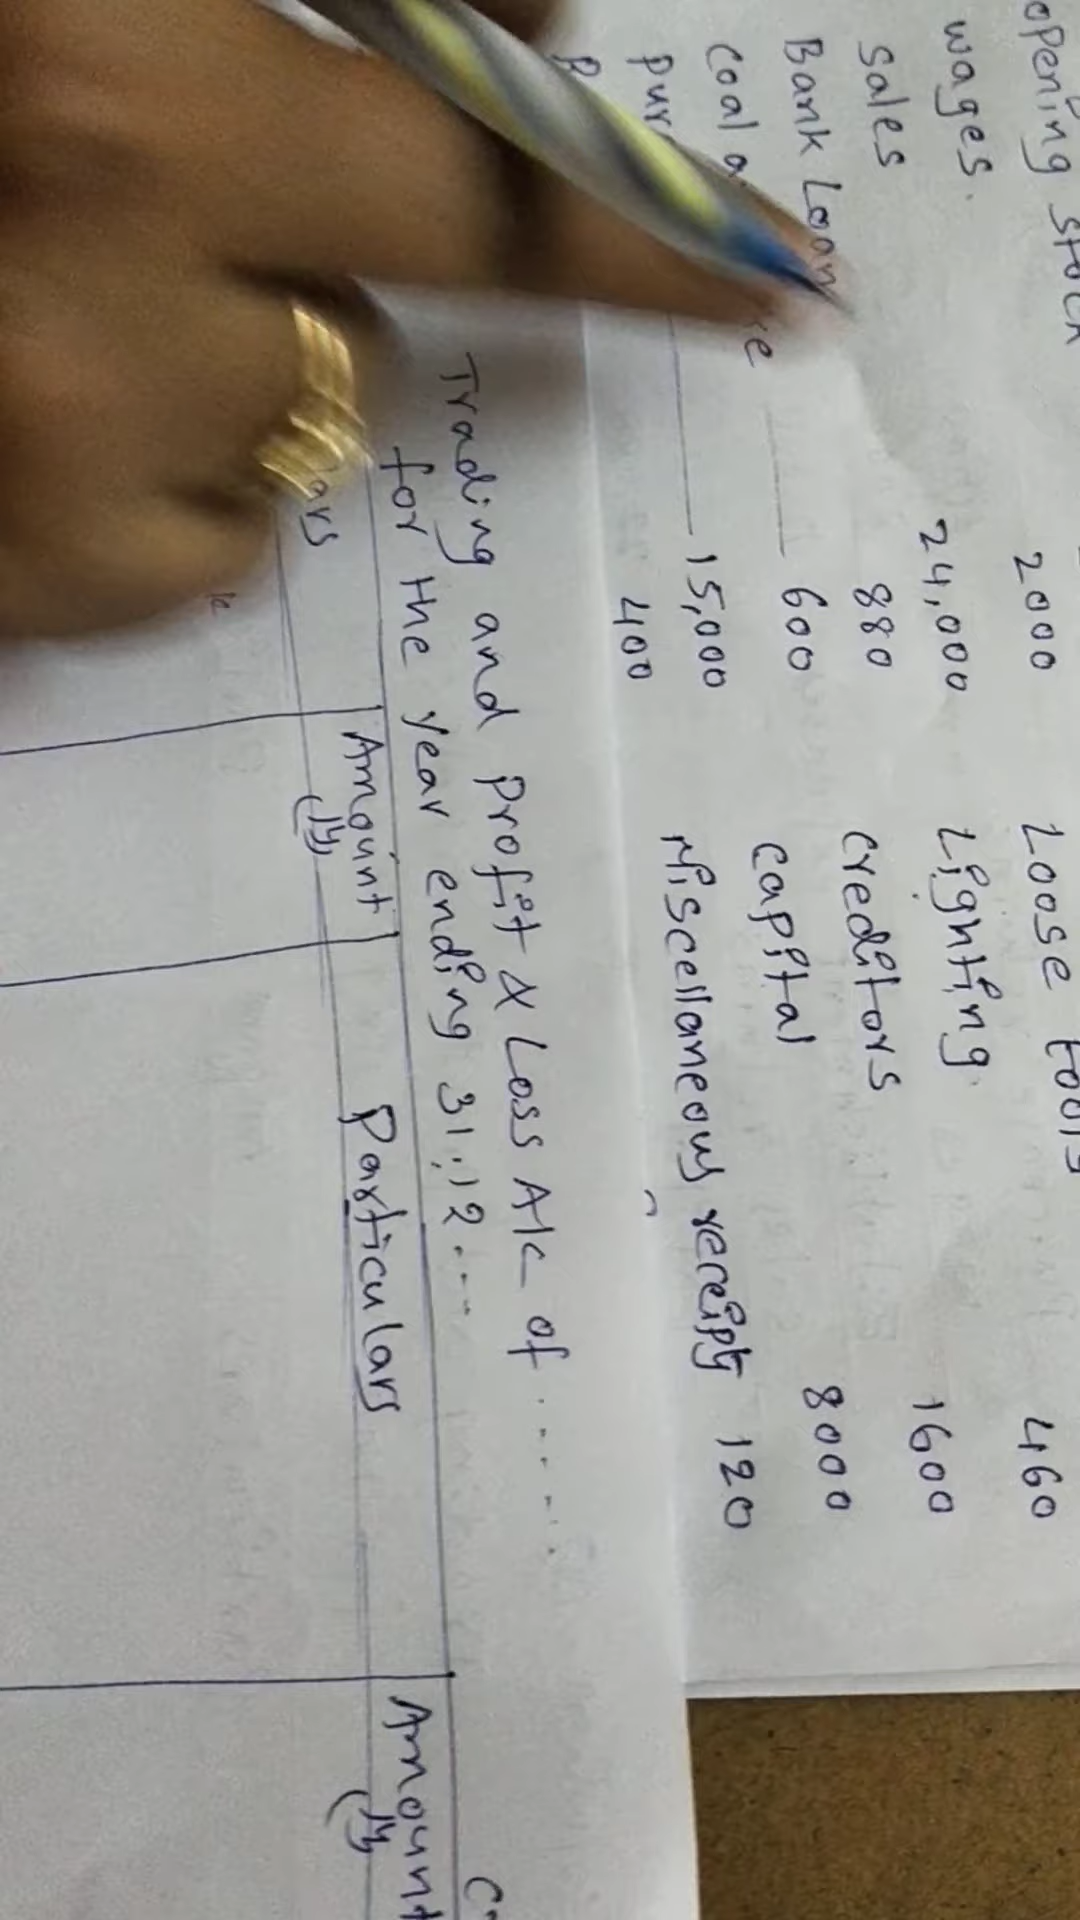 opening stock Loose tools 460
wages. 2000 Lighting.
sales 24,000 creditors 1600
Bank Loan 880 capital 8000
coal 600 Miscellaneous receipts 120
15,000
400
Trading and Profit & Loss A/c of .....
for the year ending 31.12....
Amount Particulars Amount
(₹) (₹)